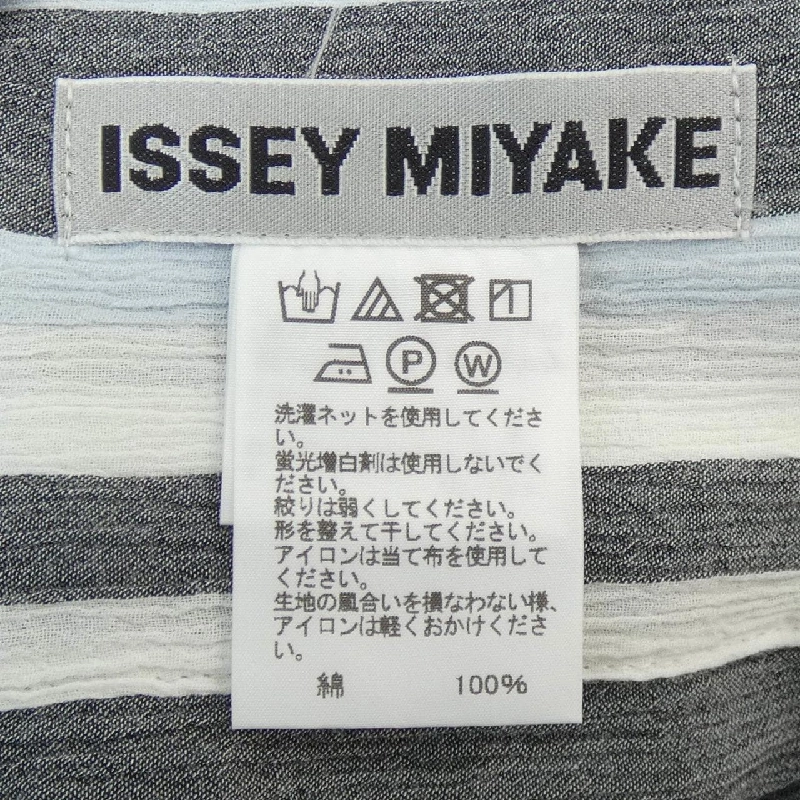 ISSEY MIYAKE
P W
洗濯ネットを使用してくださ
い。
蛍光増白剤は使用しないでく
ださい。
絞りは弱くしてください。
形を整えて干してください。
アイロンは当て布を使用して
ください。
生地の風合いを損なわない様、
アイロンは軽くおかけくださ
い。
綿 100%